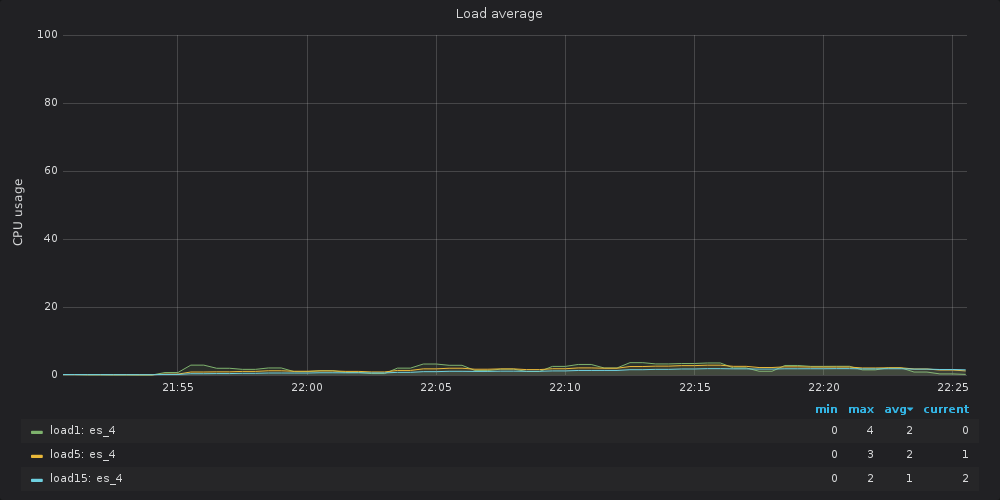 Load average
100
80
60
40
20
0
CPU usage
21:55 22:00 22:05 22:10 22:15 22:20 22:25
min max avg current
load1: es_4 0 4 2 0
load5: es_4 0 3 2 1
load15: es_4 0 2 1 2